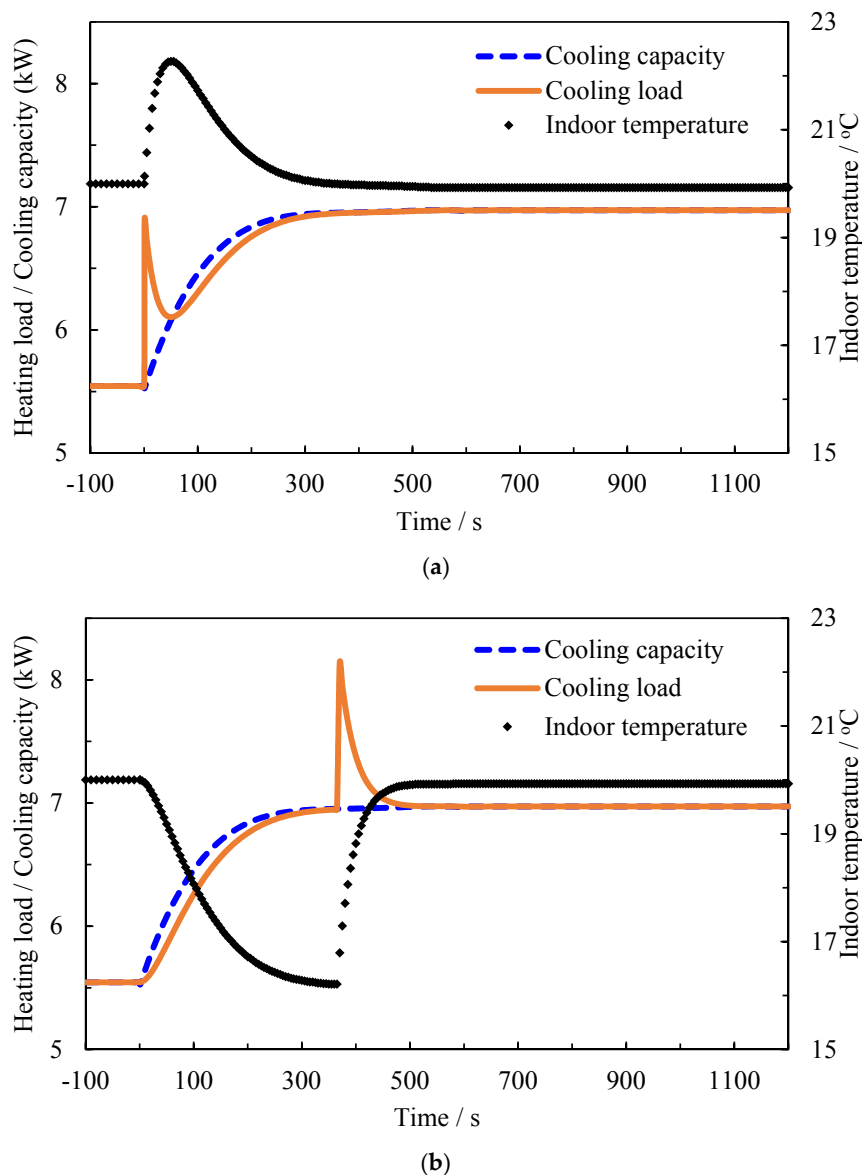 Heating load / Cooling capacity (kW)
8
7
6
5
Cooling capacity
Cooling load
Indoor temperature
23
21
19
17
15
Indoor temperature / °C
-100 100 300 500 700 900 1100
Time / s
(a)
Heating load / Cooling capacity (kW)
8
7
6
5
Cooling capacity
Cooling load
Indoor temperature
23
21
19
17
15
Indoor temperature / °C
-100 100 300 500 700 900 1100
Time / s
(b)